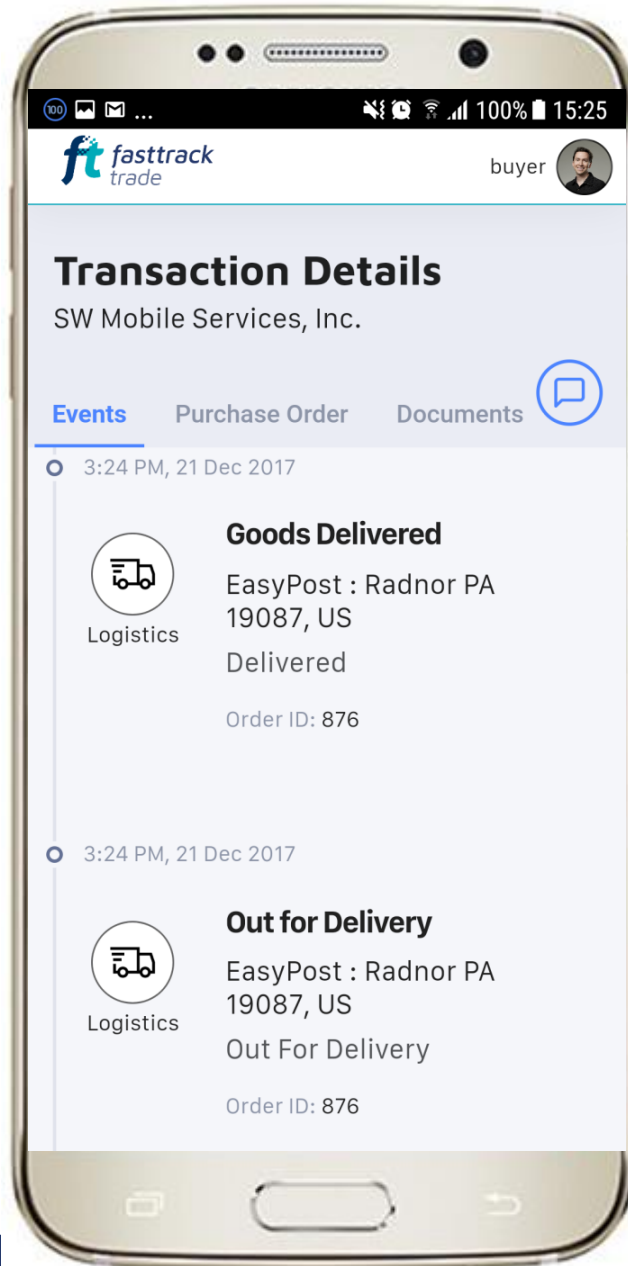 100 ... 100% 15:25
ft fasttrack
trade
buyer
Transaction Details
SW Mobile Services, Inc.
Events Purchase Order Documents
3:24 PM, 21 Dec 2017
Goods Delivered
EasyPost : Radnor PA
19087, US
Logistics
Delivered
Order ID: 876
3:24 PM, 21 Dec 2017
Out for Delivery
EasyPost : Radnor PA
19087, US
Logistics
Out For Delivery
Order ID: 876